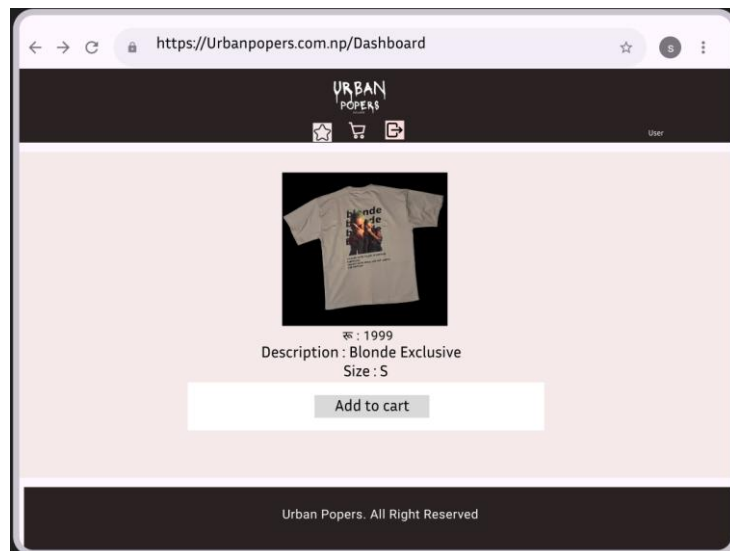 https://Urbanpopers.com.np/Dashboard
s
URBAN
POPERS
User
blonde
रू : 1999
Description : Blonde Exclusive
Size : S
Add to cart
Urban Popers. All Right Reserved